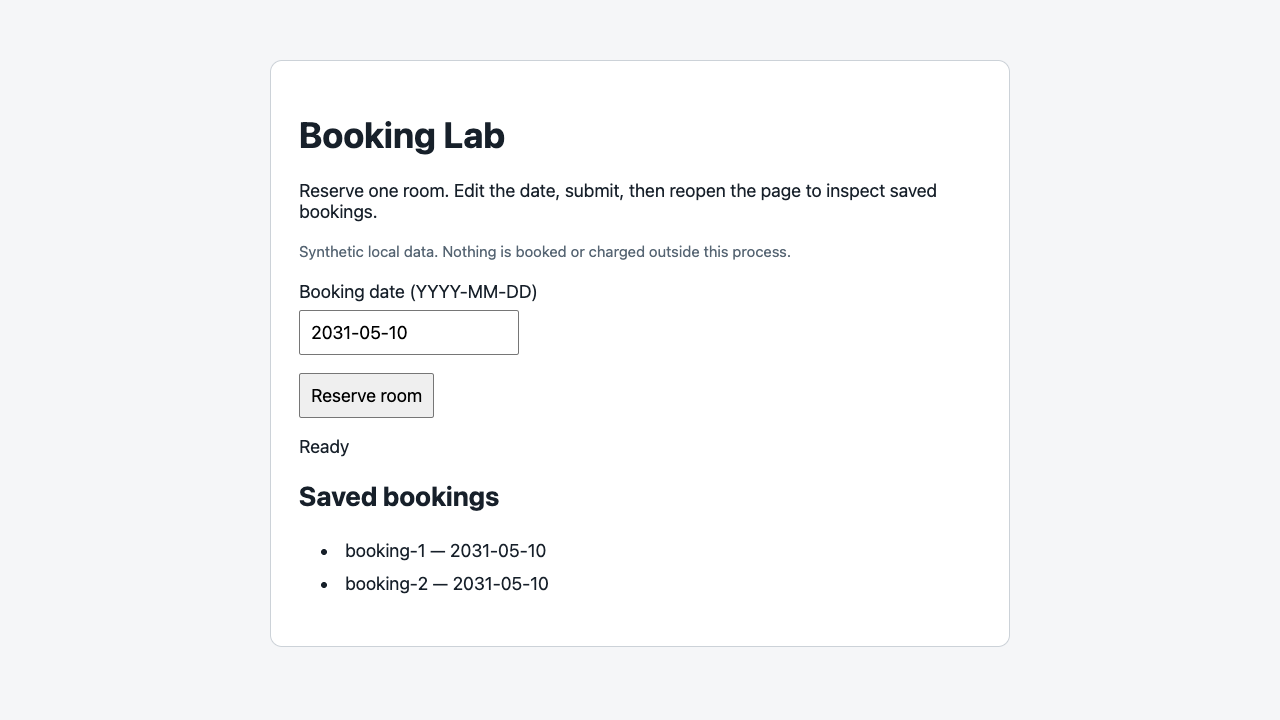 Booking Lab
Reserve one room. Edit the date, submit, then reopen the page to inspect saved
bookings.
Synthetic local data. Nothing is booked or charged outside this process.
Booking date (YYYY-MM-DD)
2031-05-10
Reserve room
Ready
Saved bookings
booking-1 — 2031-05-10
booking-2 — 2031-05-10